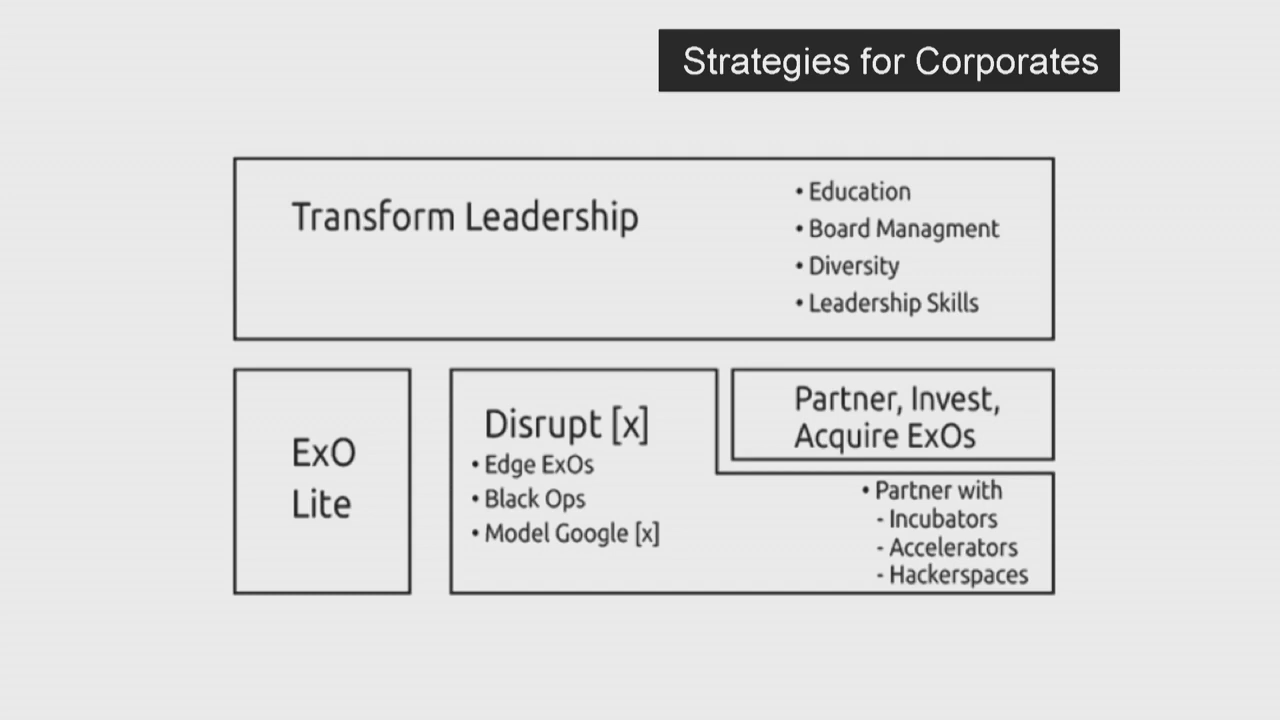 Strategies for Corporates
Transform Leadership
• Education
• Board Managment
• Diversity
• Leadership Skills
ExO
Lite
Disrupt [x]
• Edge ExOs
• Black Ops
• Model Google [x]
Partner, Invest,
Acquire ExOs
• Partner with
- Incubators
- Accelerators
- Hackerspaces